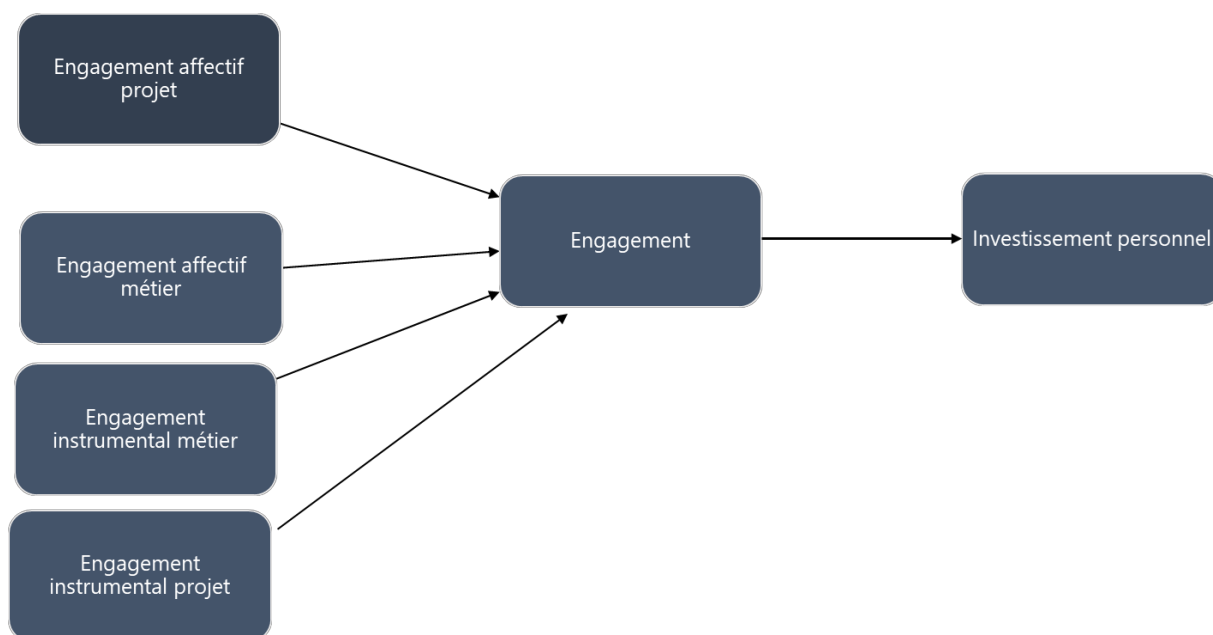 Engagement affectif
projet
Engagement affectif
métier
Engagement
instrumental métier
Engagement
instrumental projet
Engagement
Investissement personnel